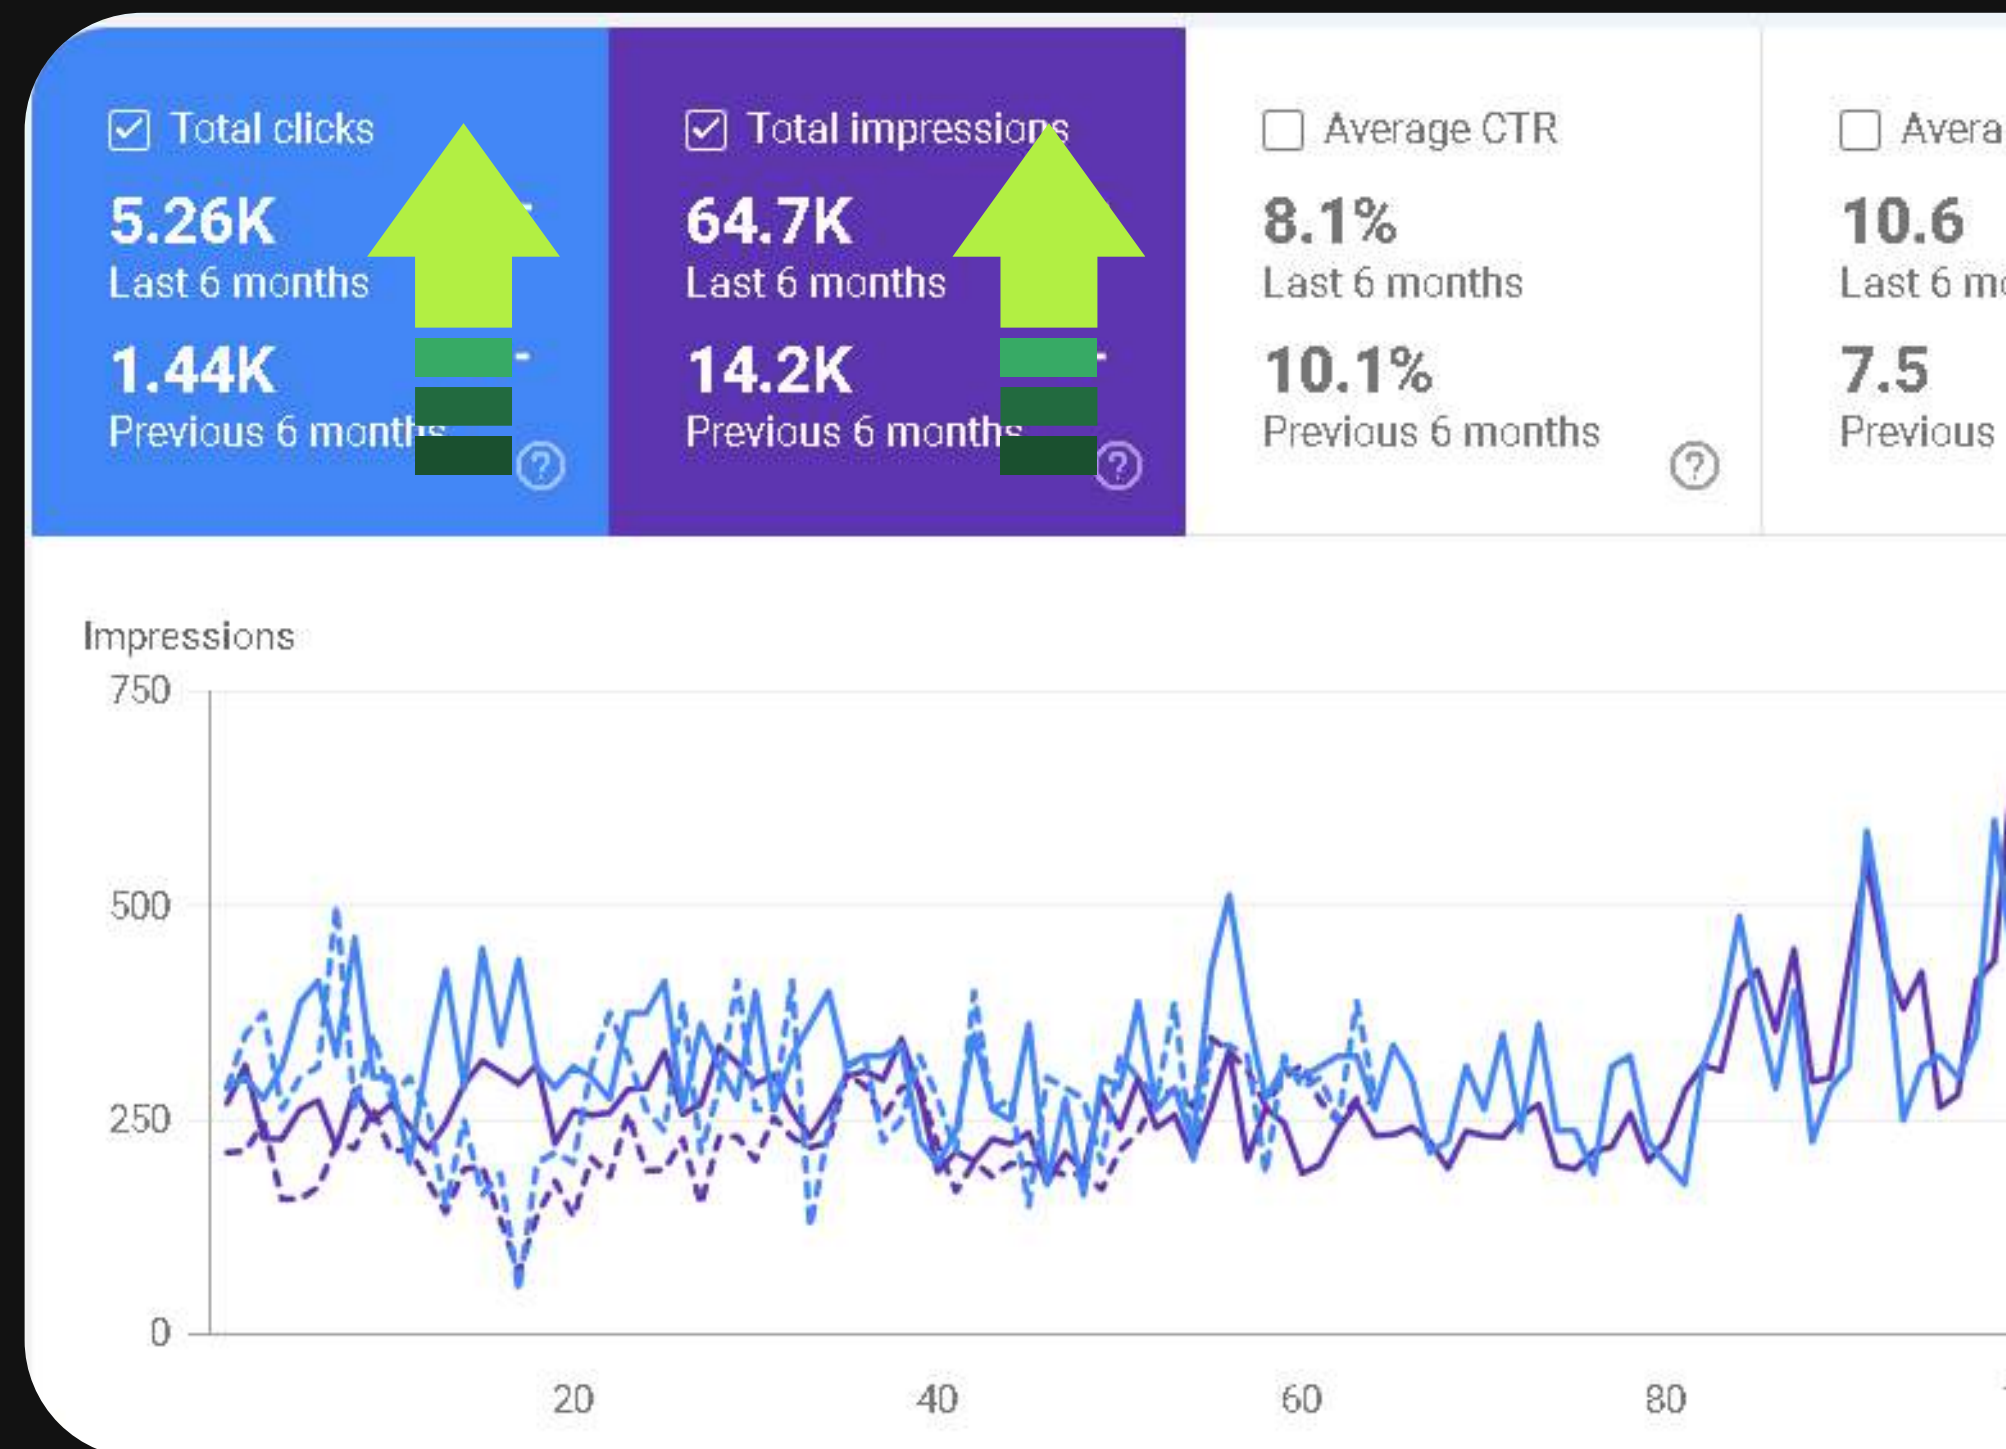 Total clicks
5.26K
Last 6 months
1.44K
Previous 6 months
Total impressions
64.7K
Last 6 months
14.2K
Previous 6 months
Average CTR
8.1%
Last 6 months
10.1%
Previous 6 months
10.6
Last 6
7.5
Previous
Impressions
750
500
250
0
20
40
60
80